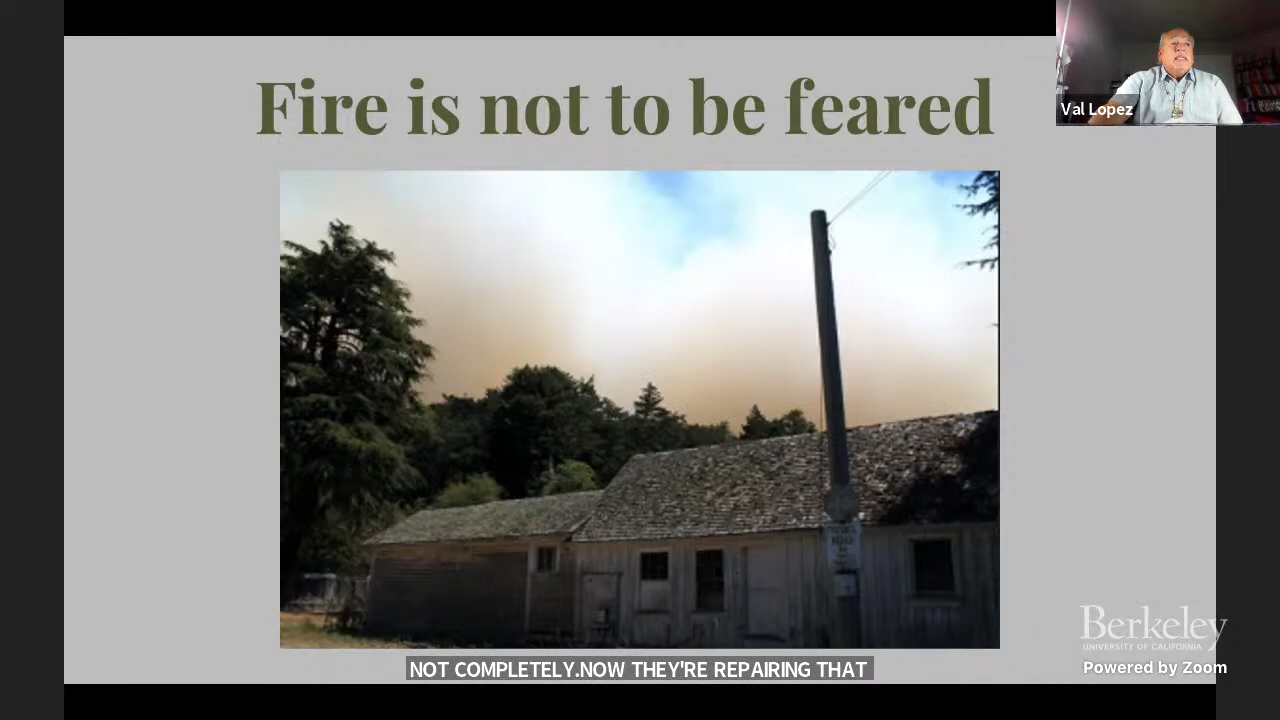 Fire is not to be feared
Val Lopez
Berkeley
UNIVERSITY OF CALIFORNIA
Powered by Zoom
NOT COMPLETELY.NOW THEY'RE REPAIRING THAT